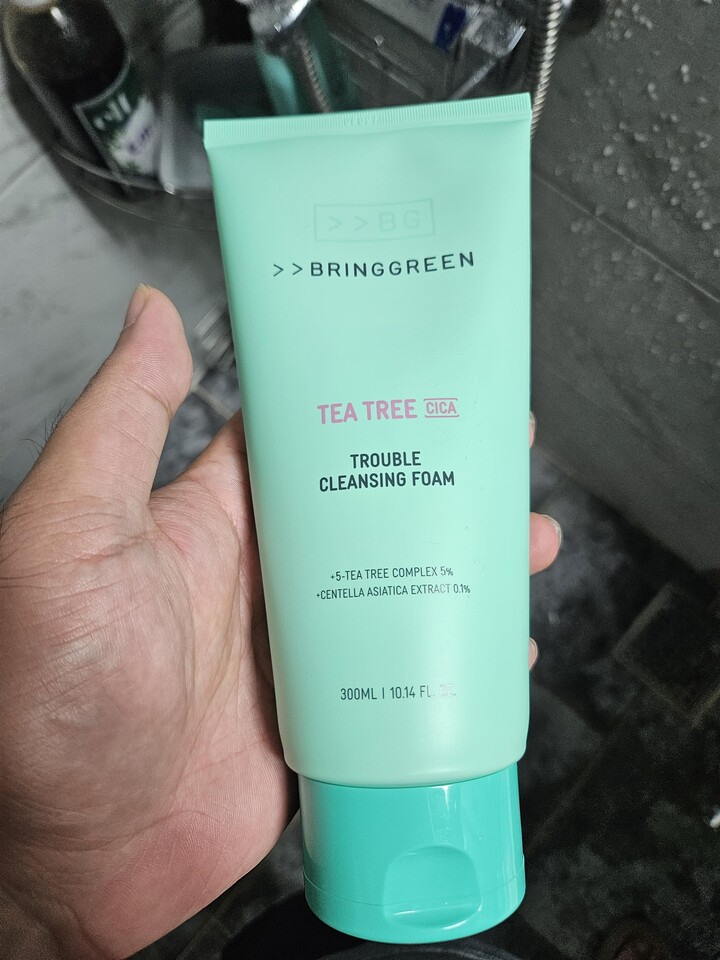 >>BG
>>BRINGGREEN
TEA TREE CICA
TROUBLE
CLEANSING FOAM
+5-TEA TREE COMPLEX 5%
+CENTELLA ASIATICA EXTRACT 0.1%
300ML | 10.14 FL. OZ